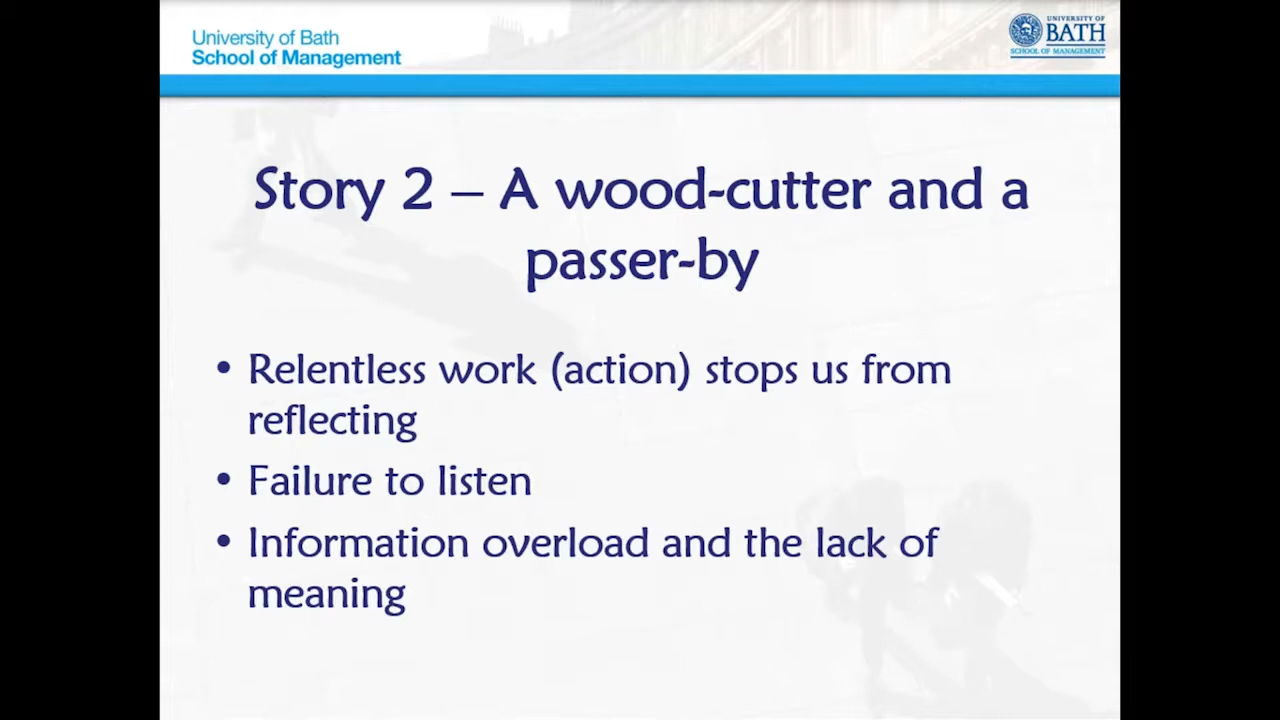 University of Bath
School of Management
UNIVERSITY OF
BATH
SCHOOL OF MANAGEMENT
Story 2 – A wood-cutter and a
passer-by
• Relentless work (action) stops us from
reflecting
• Failure to listen
• Information overload and the lack of
meaning